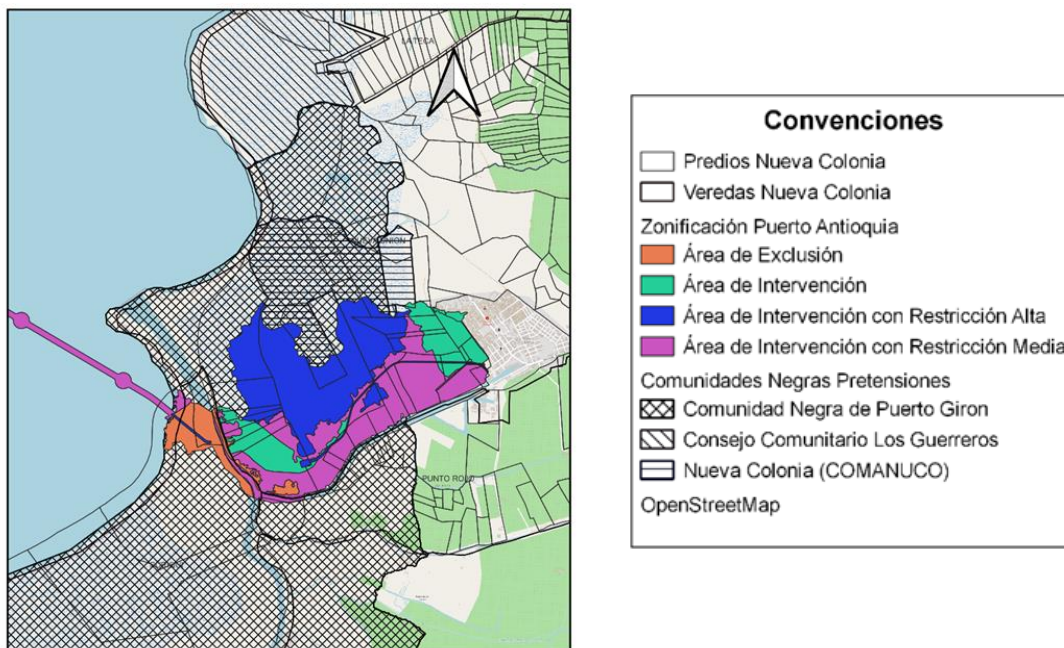 LA TECA
PUNTO ROJO
Convenciones
Predios Nueva Colonia
Veredas Nueva Colonia
Zonificación Puerto Antioquia
Área de Exclusión
Área de Intervención
Área de Intervención con Restricción Alta
Área de Intervención con Restricción Media
Comunidades Negras Pretensiones
Comunidad Negra de Puerto Giron
Consejo Comunitario Los Guerreros
Nueva Colonia (COMANUCO)
OpenStreetMap